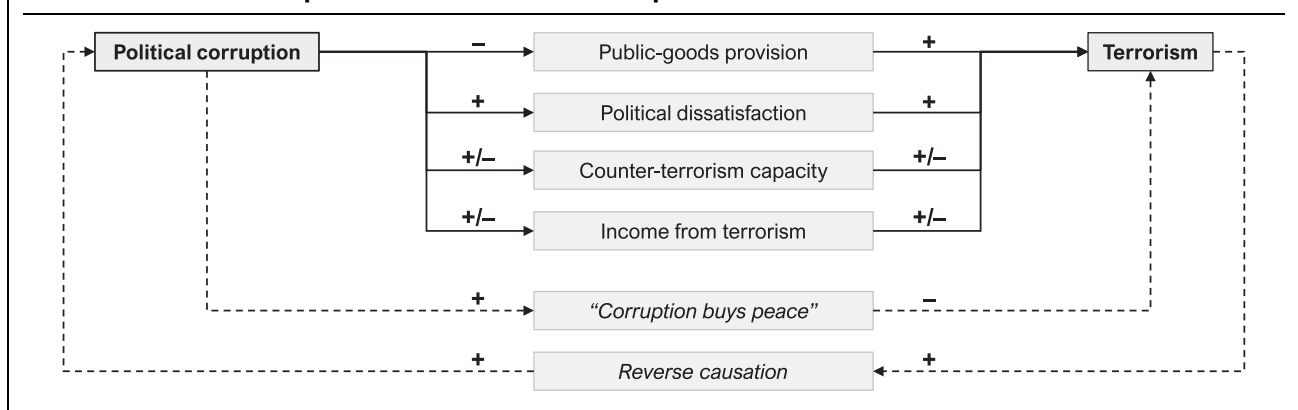 Political corruption – Public-goods provision + Terrorism
+ Political dissatisfaction +
+/– Counter-terrorism capacity +/–
+/– Income from terrorism +/–
+ “Corruption buys peace” –
+ Reverse causation +